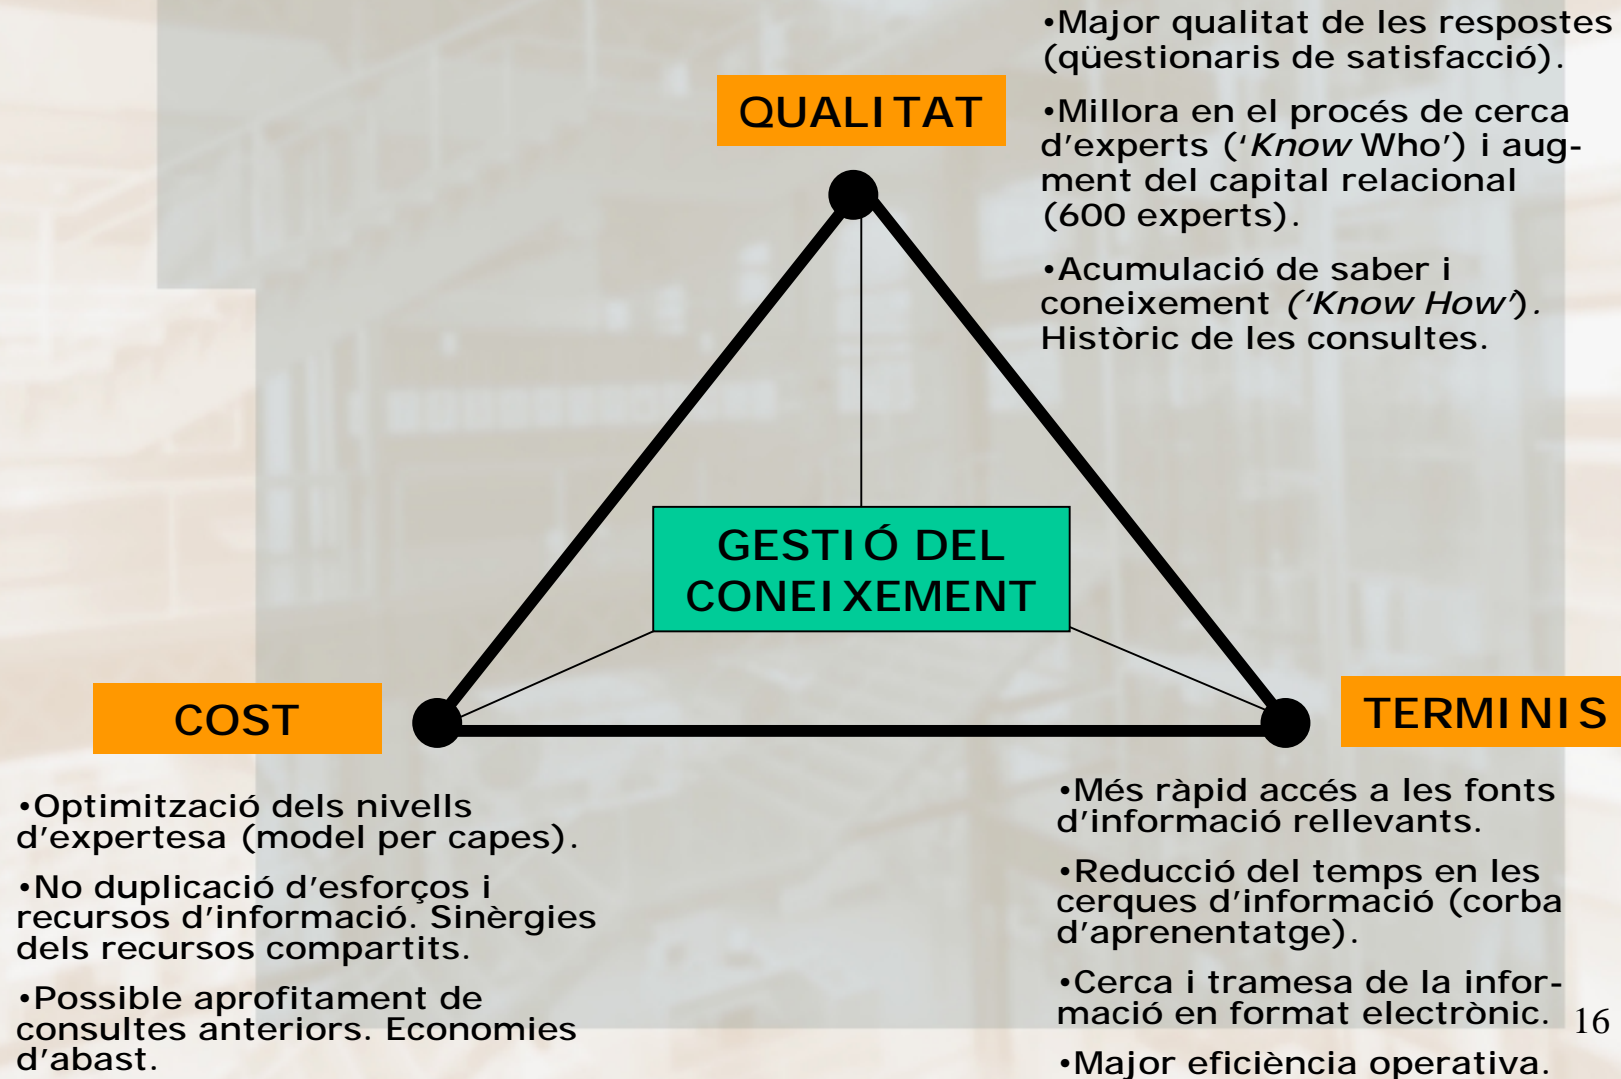 •Major qualitat de les respostes
(qüestionaris de satisfacció).
QUALITAT
•Millora en el procés de cerca
d'experts (‘Know Who’) i aug-
ment del capital relacional
(600 experts).
•Acumulació de saber i
coneixement (‘Know How’).
Històric de les consultes.
GESTIÓ DEL
CONEIXEMENT
COST
•Optimització dels nivells
d'expertesa (model per capes).
•No duplicació d'esforços i
recursos d'informació. Sinèrgies
dels recursos compartits.
•Possible aprofitament de
consultes anteriors. Economies
d'abast.
TERMINIS
•Més ràpid accés a les fonts
d'informació rellevants.
•Reducció del temps en les
cerques d'informació (corba
d'aprenentatge).
•Cerca i tramesa de la infor-
mació en format electrònic.
•Major eficiència operativa.
16